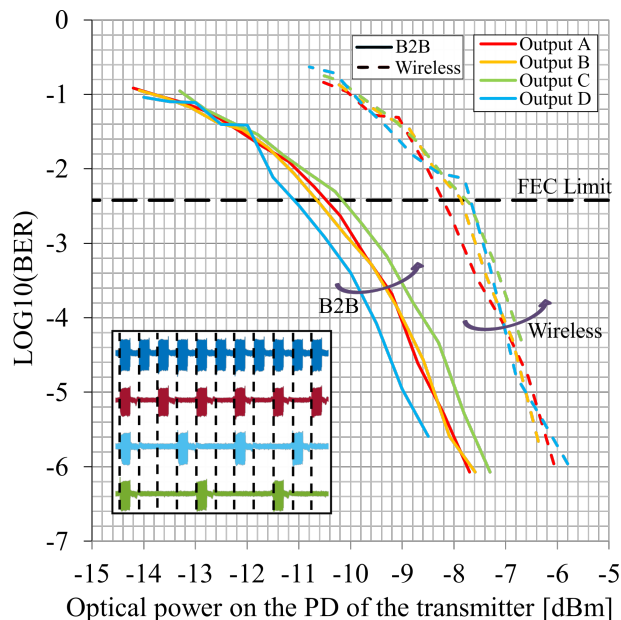 LOG10(BER)
0
-1
-2
-3
-4
-5
-6
-7
B2B
Wireless
Output A
Output B
Output C
Output D
FEC Limit
B2B
Wireless
-15 -14 -13 -12 -11 -10 -9 -8 -7 -6 -5
Optical power on the PD of the transmitter [dBm]